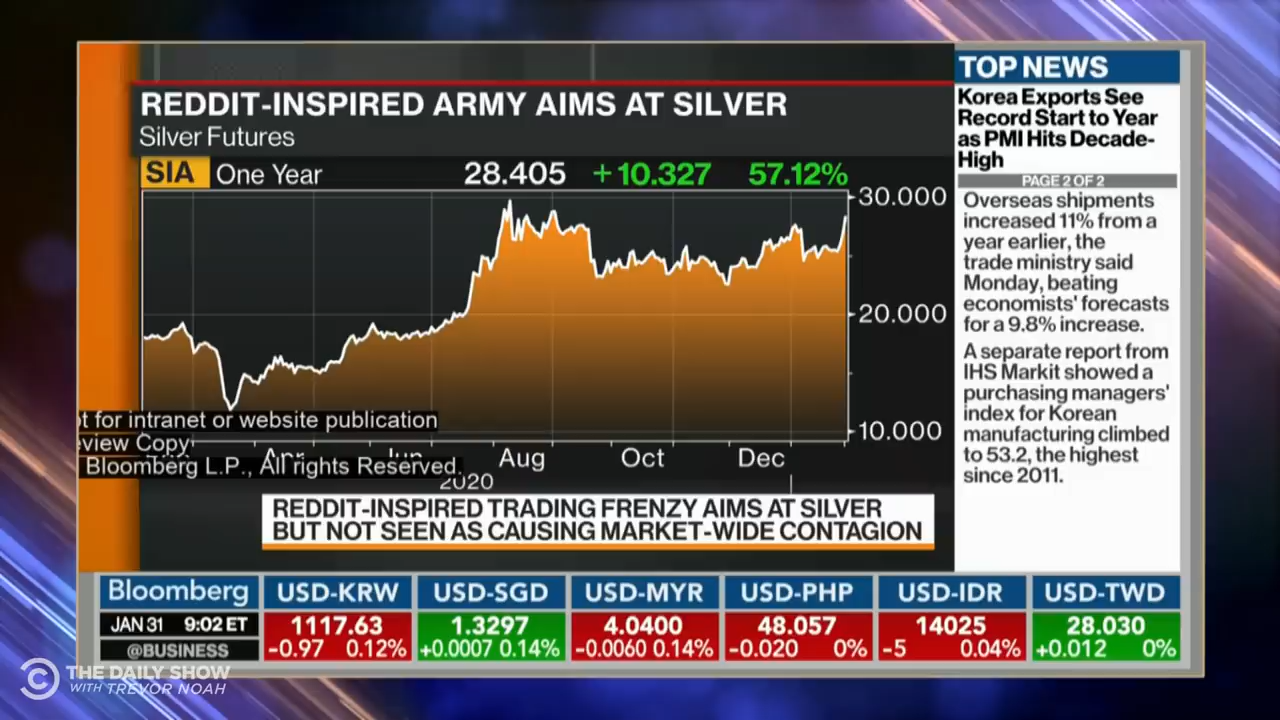 REDDIT-INSPIRED ARMY AIMS AT SILVER
Silver Futures
SIA One Year 28.405 +10.327 57.12%
30.000
20.000
10.000
Apr Jun Aug Oct Dec
2020
t for intranet or website publication
eview Copy
Bloomberg L.P., All rights Reserved.
REDDIT-INSPIRED TRADING FRENZY AIMS AT SILVER
BUT NOT SEEN AS CAUSING MARKET-WIDE CONTAGION
TOP NEWS
Korea Exports See
Record Start to Year
as PMI Hits Decade-
High
PAGE 2 OF 2
Overseas shipments
increased 11% from a
year earlier, the
trade ministry said
Monday, beating
economists' forecasts
for a 9.8% increase.
A separate report from
IHS Markit showed a
purchasing managers'
index for Korean
manufacturing climbed
to 53.2, the highest
since 2011.
Bloomberg
JAN 31 9:02 ET
@BUSINESS
USD-KRW
1117.63
-0.97 0.12%
USD-SGD
1.3297
+0.0007 0.14%
USD-MYR
4.0400
-0.0060 0.14%
USD-PHP
48.057
-0.020 0%
USD-IDR
14025
-5 0.04%
USD-TWD
28.030
+0.012 0%
THE DAILY SHOW
WITH TREVOR NOAH